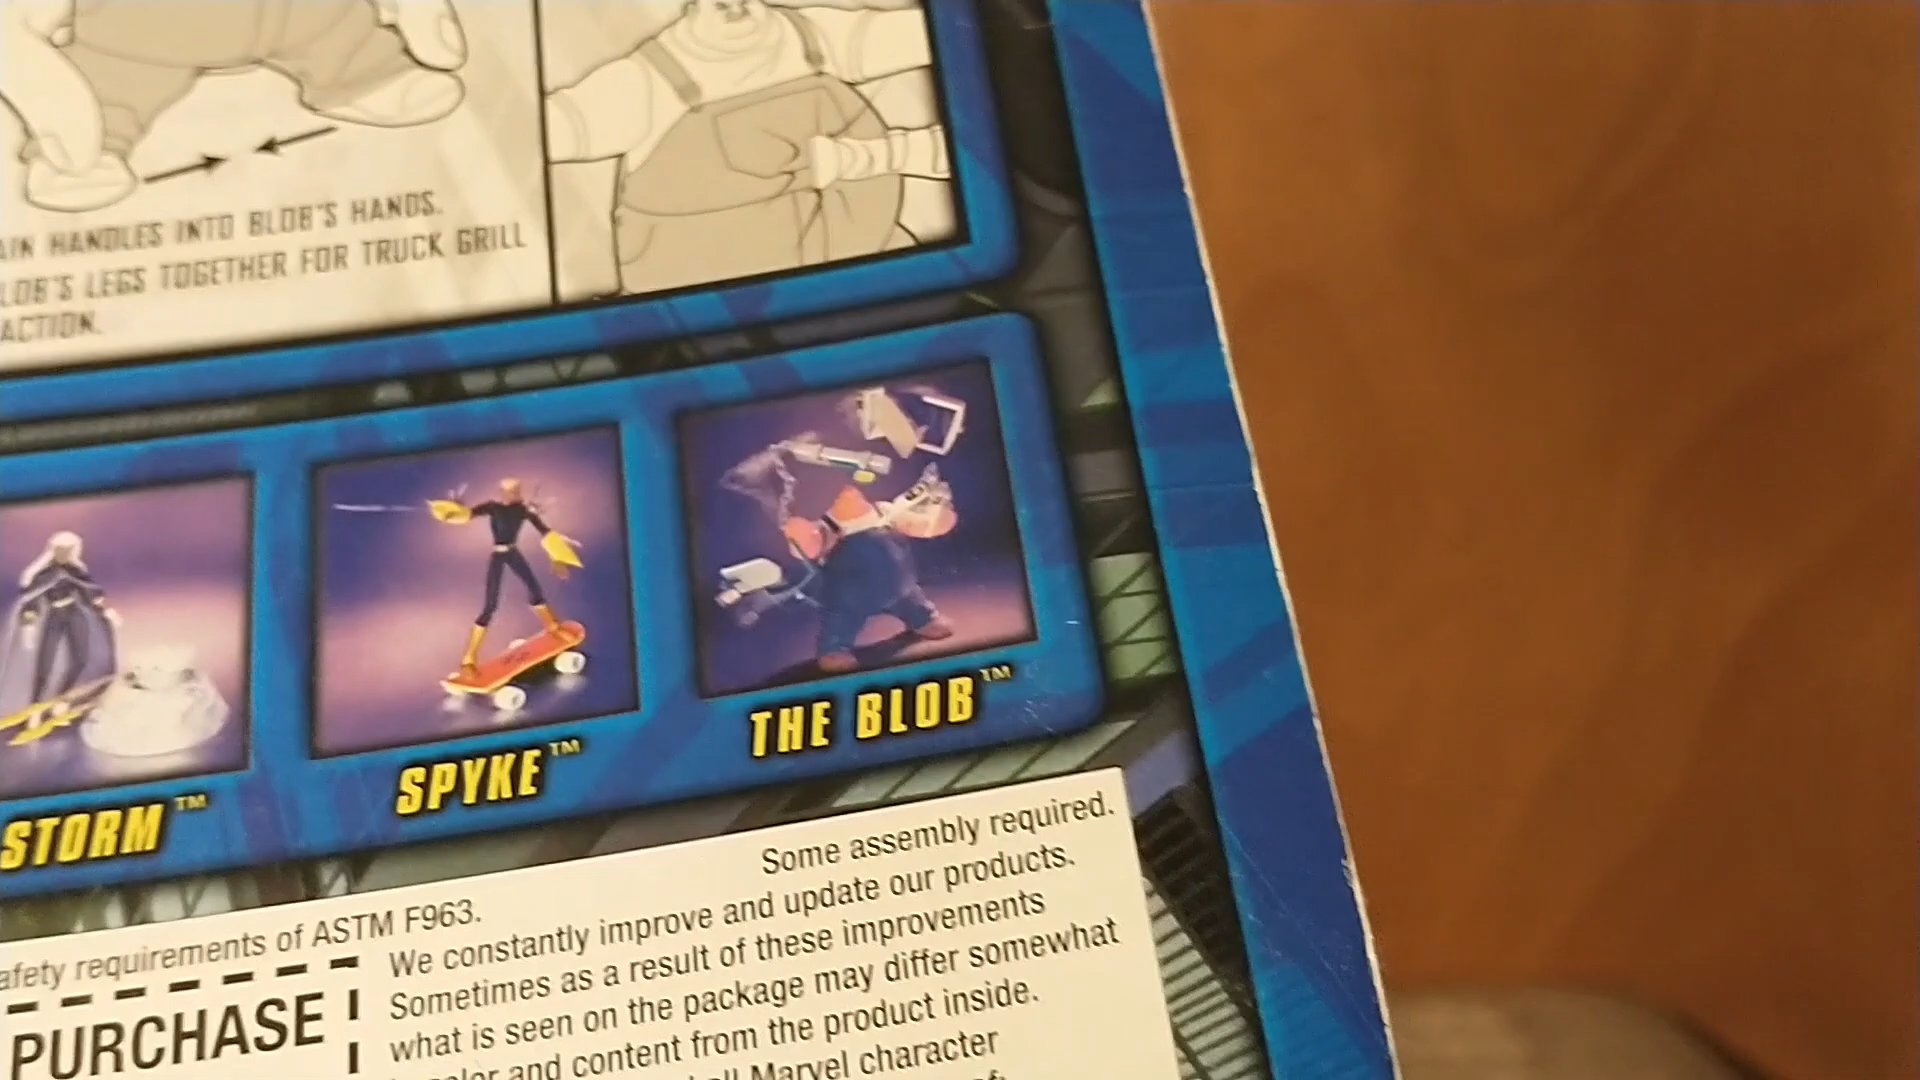 AIN HANDLES INTO BLOB'S HANDS.
LOB'S LEGS TOGETHER FOR TRUCK GRILL
ACTION.
STORM™
SPYKE™
THE BLOB™
Some assembly required.
afety requirements of ASTM F963.
PURCHASE
We constantly improve and update our products.
Sometimes as a result of these improvements
what is seen on the package may differ somewhat
and content from the product inside.
Marvel character